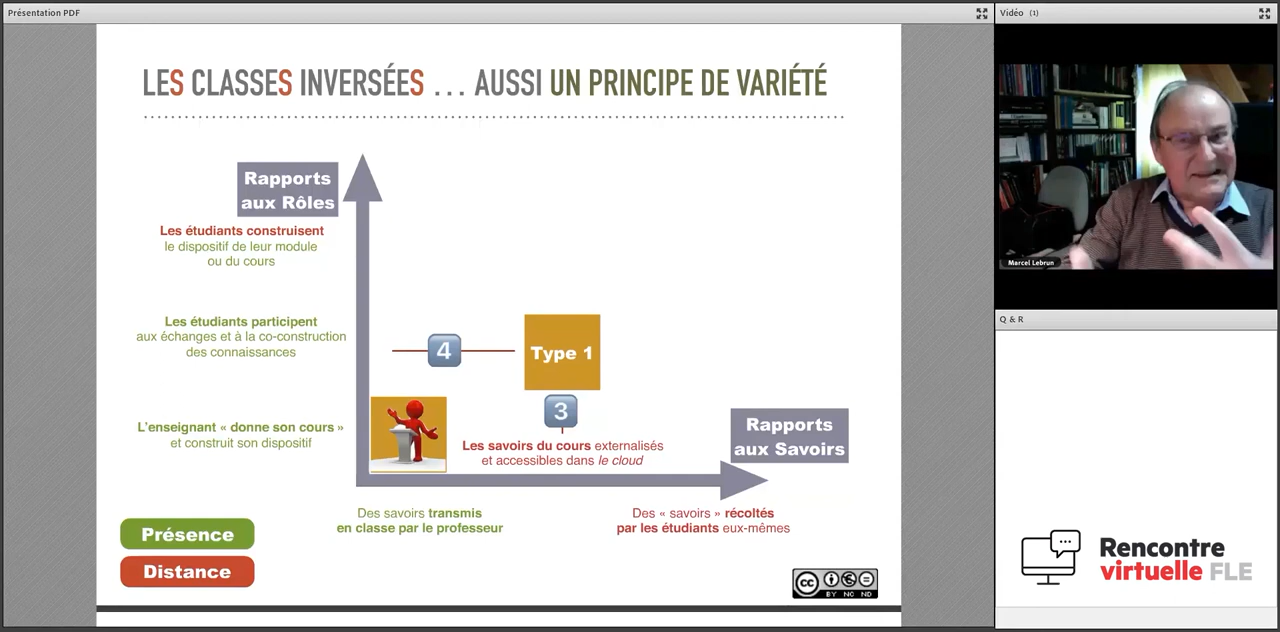 Présentation PDF
Vidéo (1)
LES CLASSES INVERSÉES ... AUSSI UN PRINCIPE DE VARIÉTÉ
Rapports
aux Rôles
Les étudiants construisent
le dispositif de leur module
ou du cours
Les étudiants participent
aux échanges et à la co-construction
des connaissances
4
Type 1
3
L'enseignant « donne son cours »
et construit son dispositif
Les savoirs du cours externalisés
et accessibles dans le cloud
Rapports
aux Savoirs
Des savoirs transmis
en classe par le professeur
Des « savoirs » récoltés
par les étudiants eux-mêmes
Présence
Distance
cc
BY NC ND
Marcel Lebrun
Q & R
Rencontre
virtuelle FLE